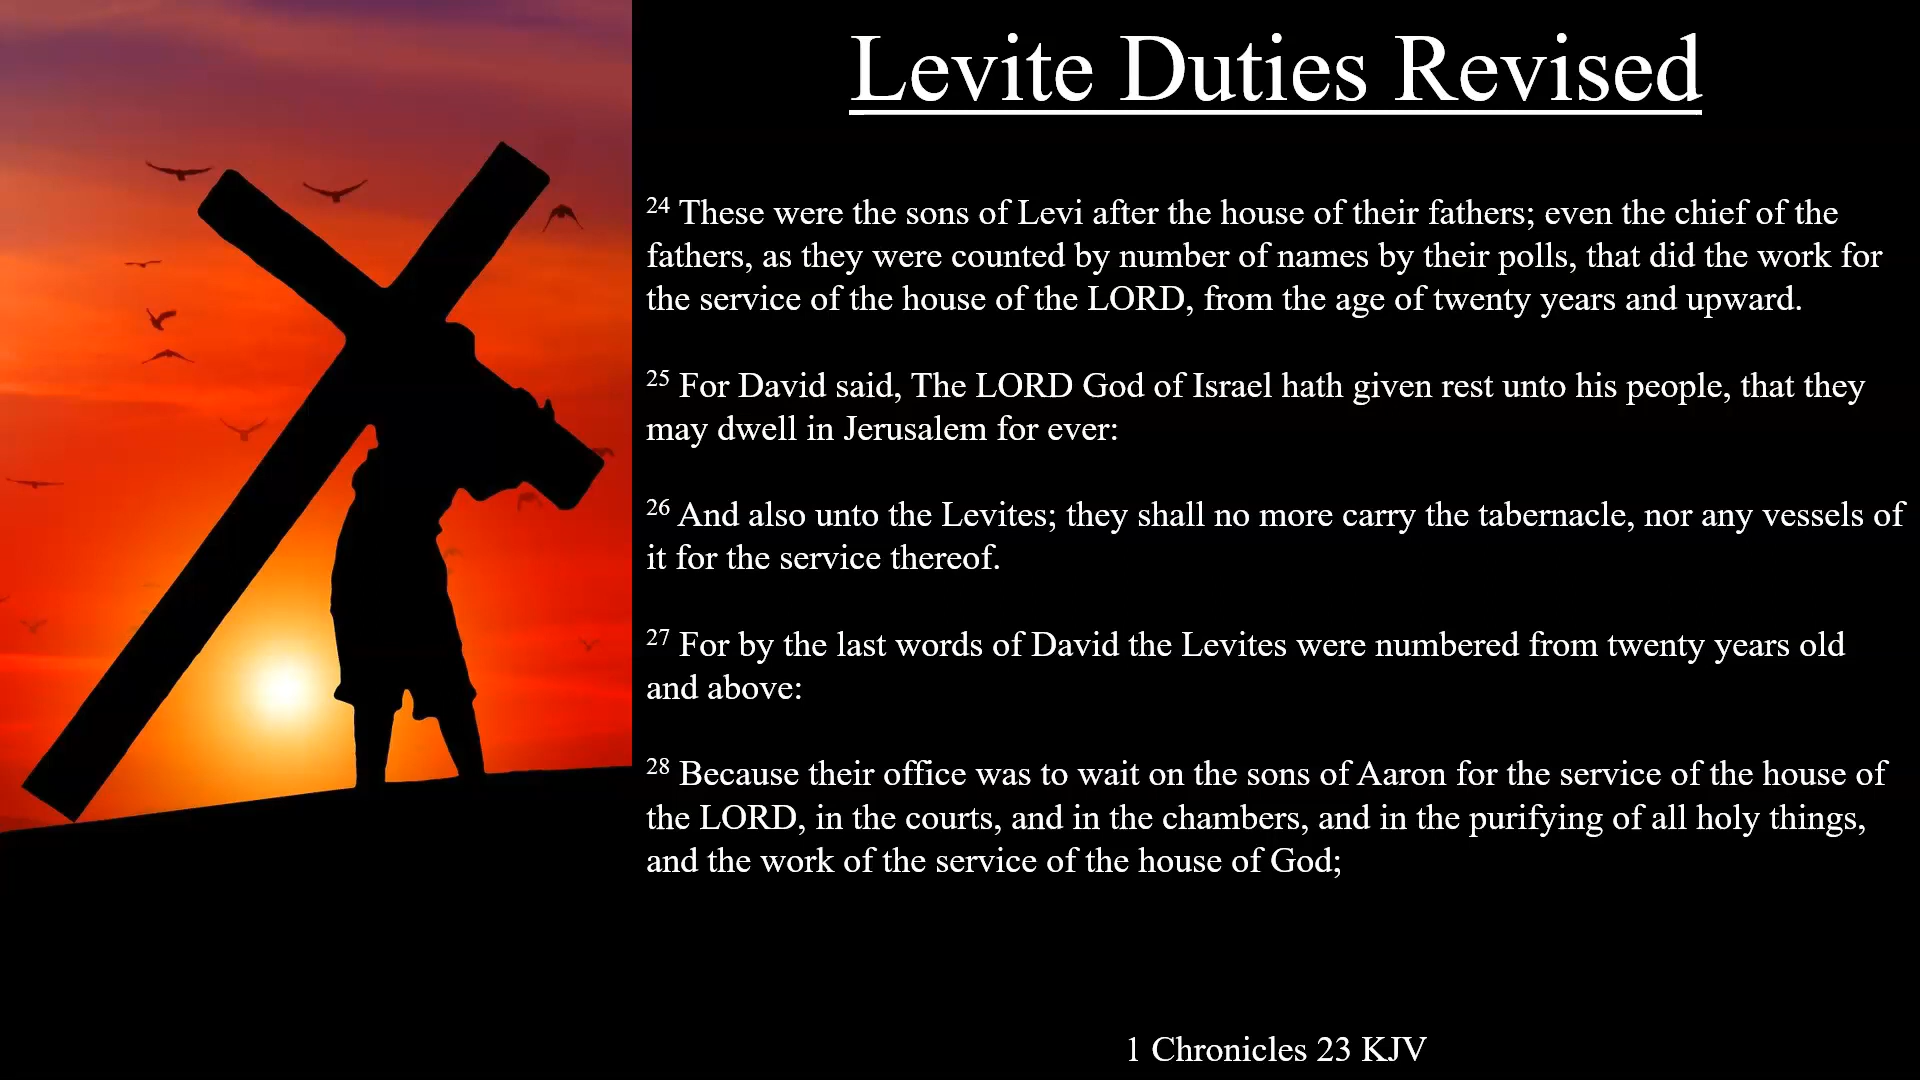 Levite Duties Revised
24 These were the sons of Levi after the house of their fathers; even the chief of the
fathers, as they were counted by number of names by their polls, that did the work for
the service of the house of the LORD, from the age of twenty years and upward.
25 For David said, The LORD God of Israel hath given rest unto his people, that they
may dwell in Jerusalem for ever:
26 And also unto the Levites; they shall no more carry the tabernacle, nor any vessels of
it for the service thereof.
27 For by the last words of David the Levites were numbered from twenty years old
and above:
28 Because their office was to wait on the sons of Aaron for the service of the house of
the LORD, in the courts, and in the chambers, and in the purifying of all holy things,
and the work of the service of the house of God;
1 Chronicles 23 KJV